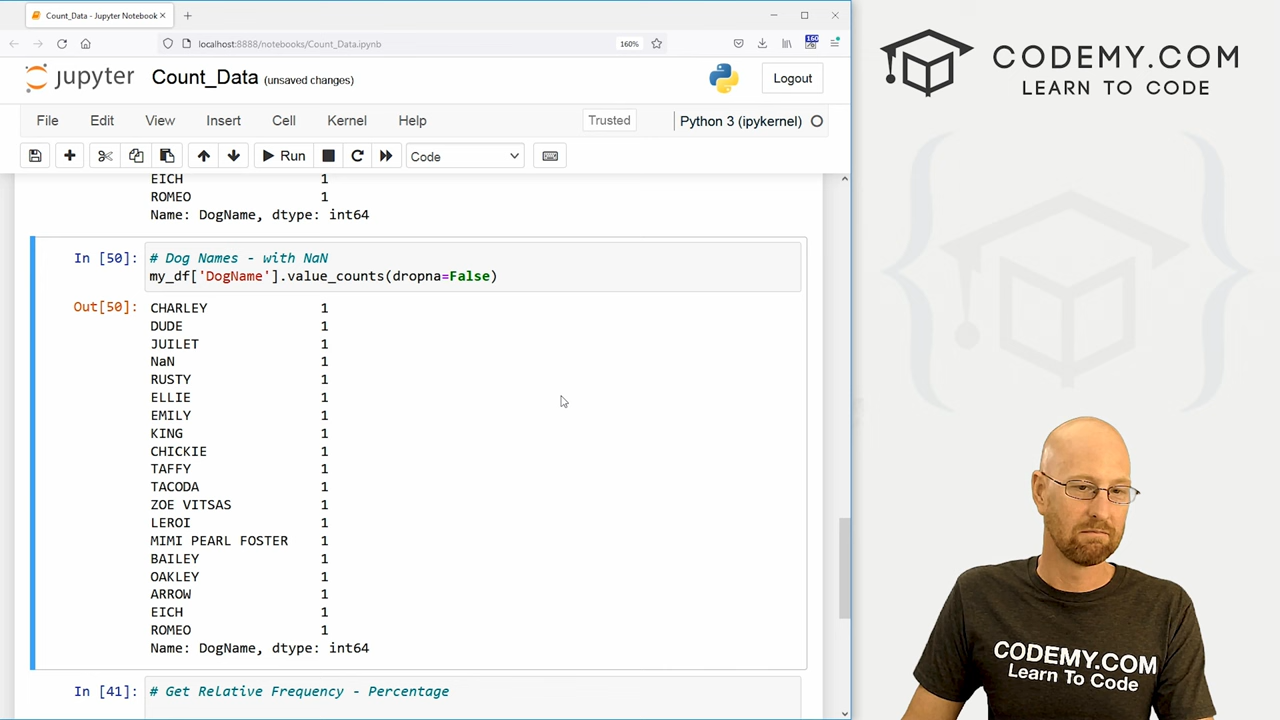 Count_Data - Jupyter Notebook
localhost:8888/notebooks/Count_Data.ipynb
160%
160
jupyter Count_Data (unsaved changes)
Logout
File Edit View Insert Cell Kernel Help
Trusted
Python 3 (ipykernel)
Run
Code
EICH 1
ROMEO 1
Name: DogName, dtype: int64
In [50]: # Dog Names - with NaN
my_df['DogName'].value_counts(dropna=False)
Out[50]: CHARLEY 1
DUDE 1
JUILET 1
NaN 1
RUSTY 1
ELLIE 1
EMILY 1
KING 1
CHICKIE 1
TAFFY 1
TACODA 1
ZOE VITSAS 1
LEROI 1
MIMI PEARL FOSTER 1
BAILEY 1
OAKLEY 1
ARROW 1
EICH 1
ROMEO 1
Name: DogName, dtype: int64
In [41]: # Get Relative Frequency - Percentage
CODEMY.COM
LEARN TO CODE
CODEMY.COM
Learn To Code